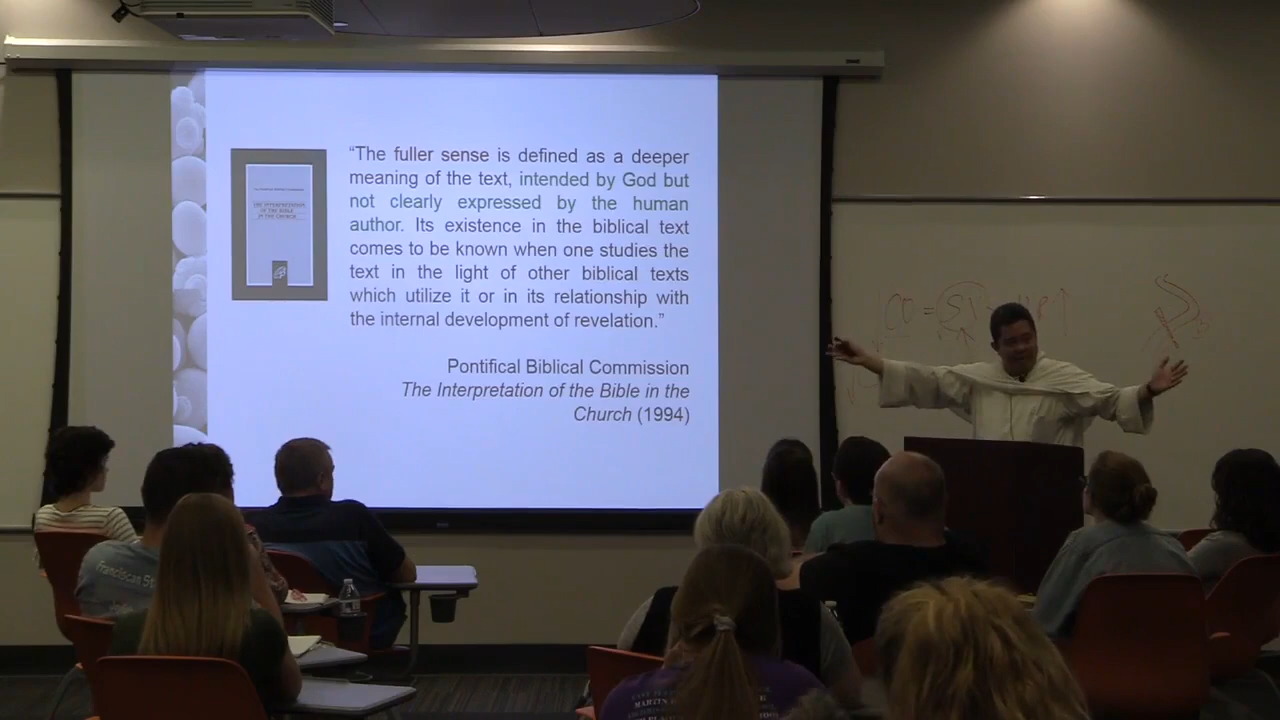 “The fuller sense is defined as a deeper
meaning of the text, intended by God but
not clearly expressed by the human
author. Its existence in the biblical text
comes to be known when one studies the
text in the light of other biblical texts
which utilize it or in its relationship with
the internal development of revelation.”
Pontifical Biblical Commission
The Interpretation of the Bible in the
Church (1994)
THE INTERPRETATION
OF THE BIBLE
IN THE CHURCH
Franciscan
MARTIN